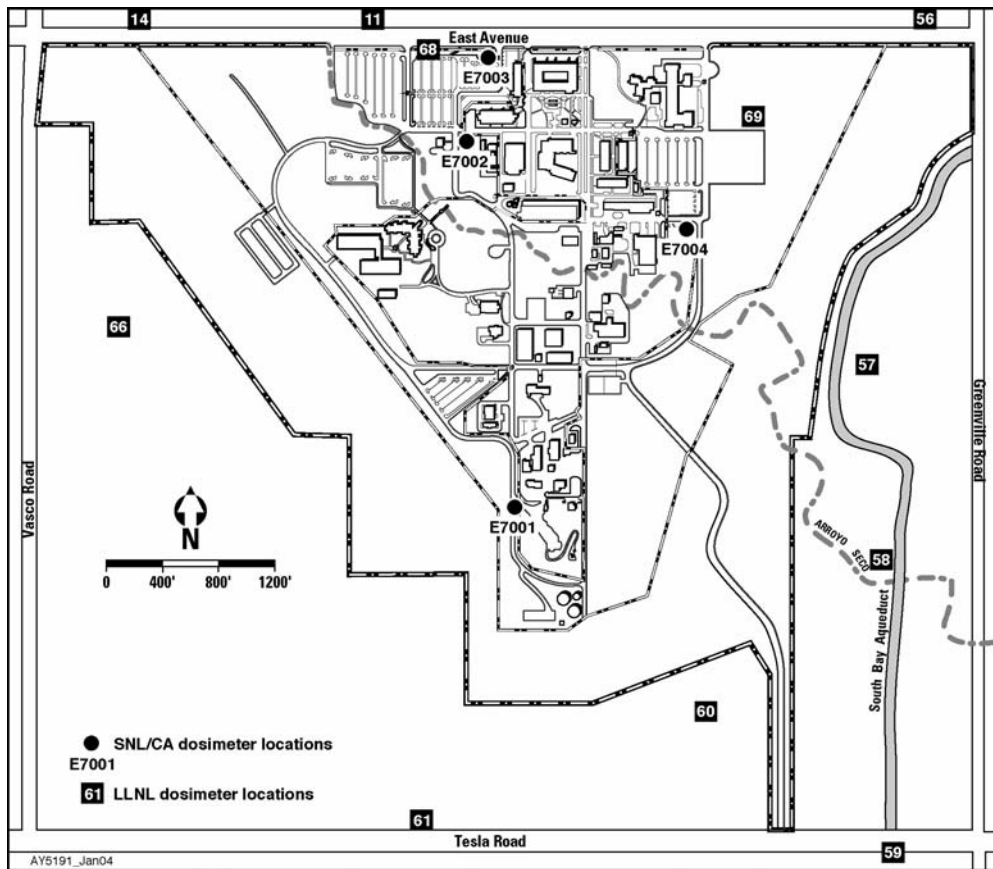 14
11
56
68
East Avenue
E7003
69
E7002
E7004
66
57
Greenville Road
Vasco Road
E7001
N
ARROYO SECO
58
0 400' 800' 1200'
South Bay Aqueduct
60
SNL/CA dosimeter locations
E7001
61 LLNL dosimeter locations
61
Tesla Road
59
AY5191_Jan04